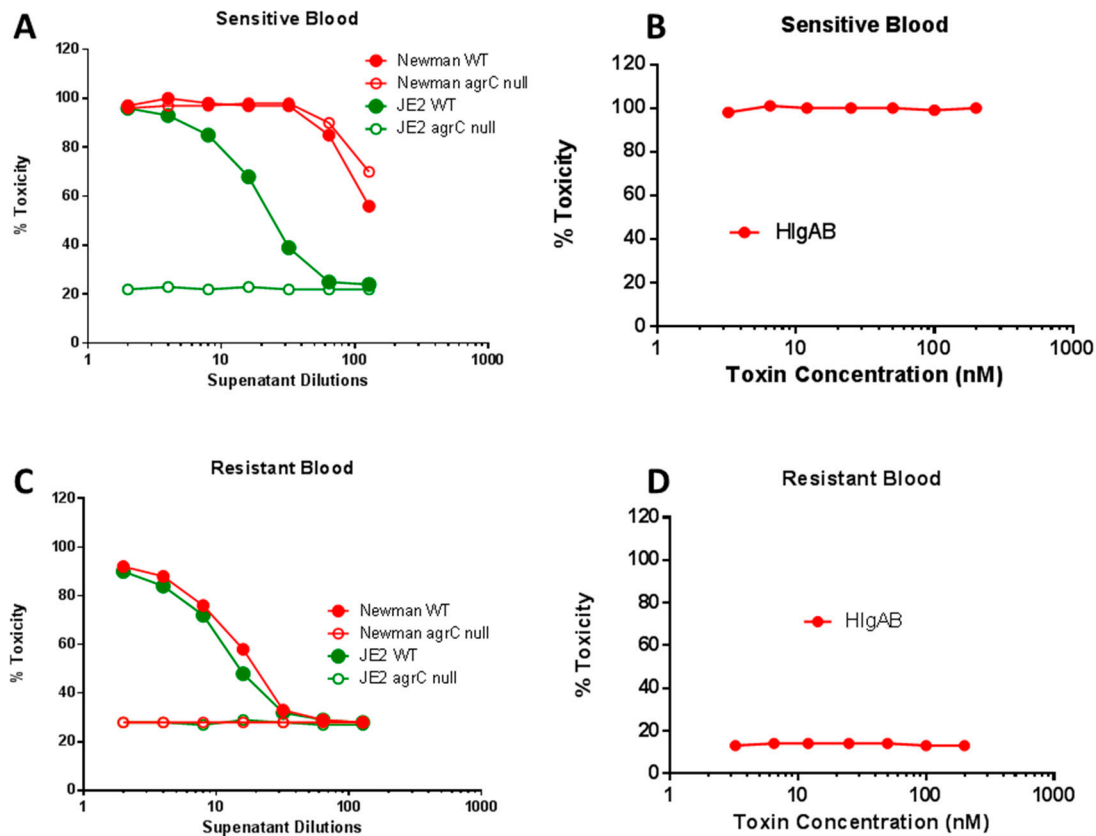 A
Sensitive Blood
120
100
80
60
40
20
0
% Toxicity
1
10
100
1000
Supenatant Dilutions
Newman WT
Newman agrC null
JE2 WT
JE2 agrC null
B
Sensitive Blood
120
100
80
60
40
20
0
% Toxicity
HlgAB
1
10
100
1000
Toxin Concentration (nM)
C
Resistant Blood
120
100
80
60
40
20
0
% Toxicity
1
10
100
1000
Supenatant Dilutions
Newman WT
Newman agrC null
JE2 WT
JE2 agrC null
D
Resistant Blood
120
100
80
60
40
20
0
% Toxicity
HlgAB
1
10
100
1000
Toxin Concentration (nM)